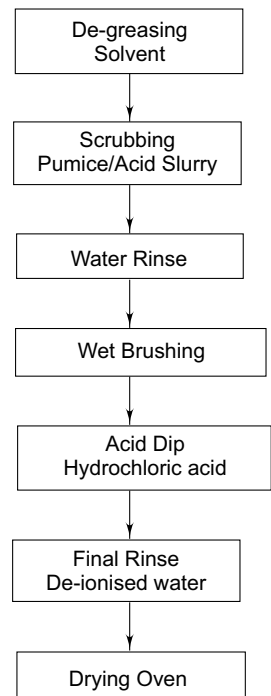 De-greasing
Solvent
Scrubbing
Pumice/Acid Slurry
Water Rinse
Wet Brushing
Acid Dip
Hydrochloric acid
Final Rinse
De-ionised water
Drying Oven